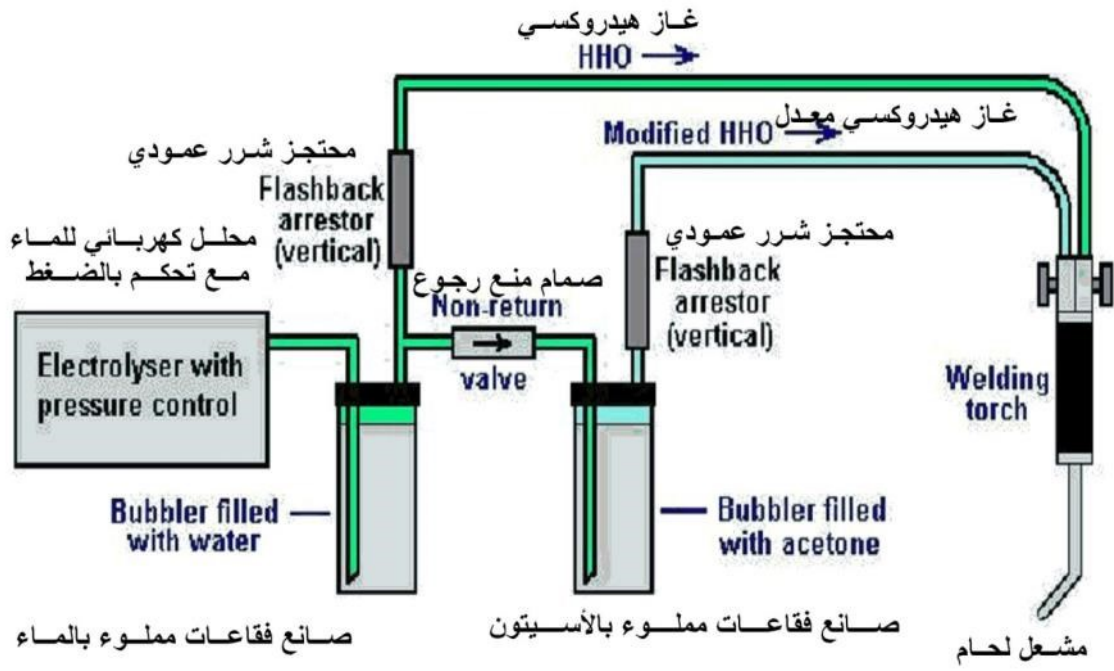 غاز هيدروكسي
HHO
غاز هيدروكسي معدل
Modified HHO
محتجز شرر عمودي
Flashback
arrestor
(vertical)
محتجز شرر عمودي
Flashback
arrestor
(vertical)
محلل كهربائي للماء
مع تحكم بالضغط
صمام منع رجوع
Non-return
valve
Electrolyser with
pressure control
Welding
torch
Bubbler filled
with water
Bubbler filled
with acetone
صانع فقاعات مملوء بالماء
صانع فقاعات مملوء بالأسيتون
مشعل لحام